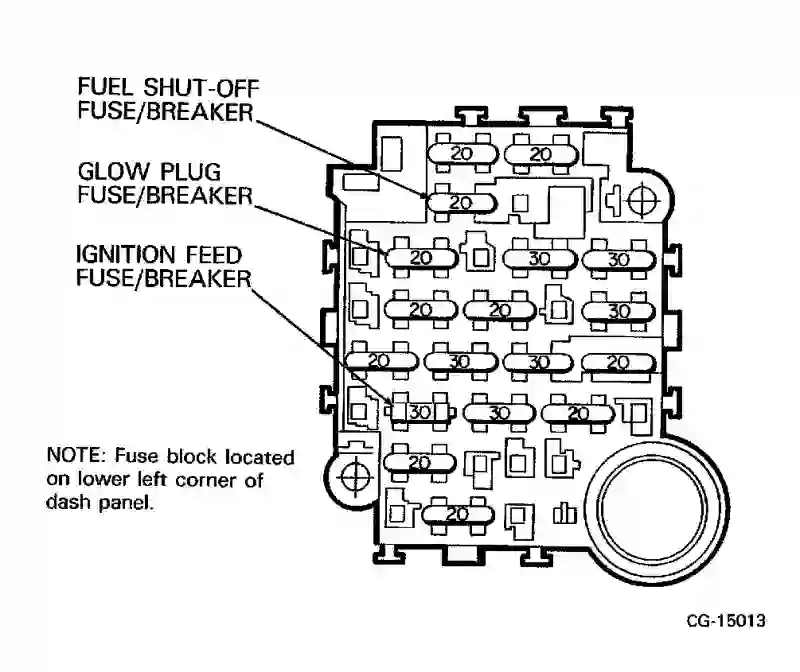 FUEL SHUT-OFF
FUSE/BREAKER
20 20
GLOW PLUG
FUSE/BREAKER
20
IGNITION FEED
FUSE/BREAKER
20 30 30
20 20 30
20 30 30 20
30 30 20
NOTE: Fuse block located
on lower left corner of
dash panel.
20
20
CG-15013